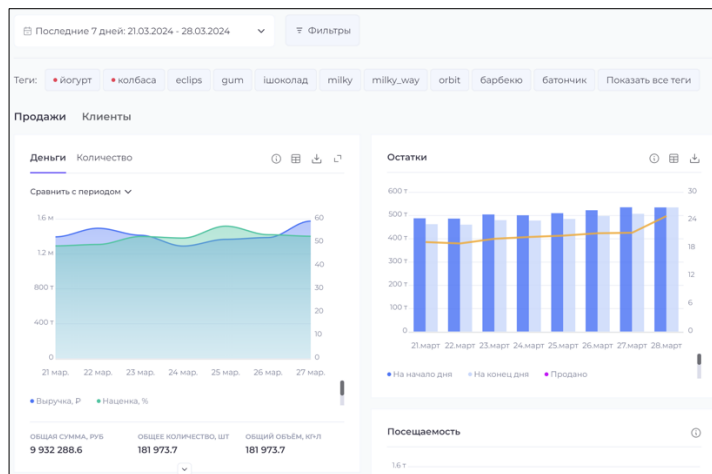 Последние 7 дней: 21.03.2024 - 28.03.2024
Фильтры
Теги: йогурт колбаса eclips gum ішоколад milky milky_way orbit барбекю батончик Показать все теги
Продажи Клиенты
Деньги Количество
Сравнить с периодом
1.6 м 60
50
1.2 м
40
800 т 30
20
400 т
10
0 0
21 мар. 22 мар. 23 мар. 24 мар. 25 мар. 26 мар. 27 мар.
Выручка, ₽ Наценка, %
ОБЩАЯ СУММА, РУБ ОБЩЕЕ КОЛИЧЕСТВО, ШТ ОБЩИЙ ОБЪЁМ, КГ•Л
9 932 288.6 181 973.7 181 973.7
Остатки
600 т 30
500 т 24
400 т 18
300 т
200 т 12
100 т 6
0 0
21.март 22.март 23.март 24.март 25.март 26.март 27.март 28.март
На начало дня На конец дня Продано
Посещаемость
1.6 т